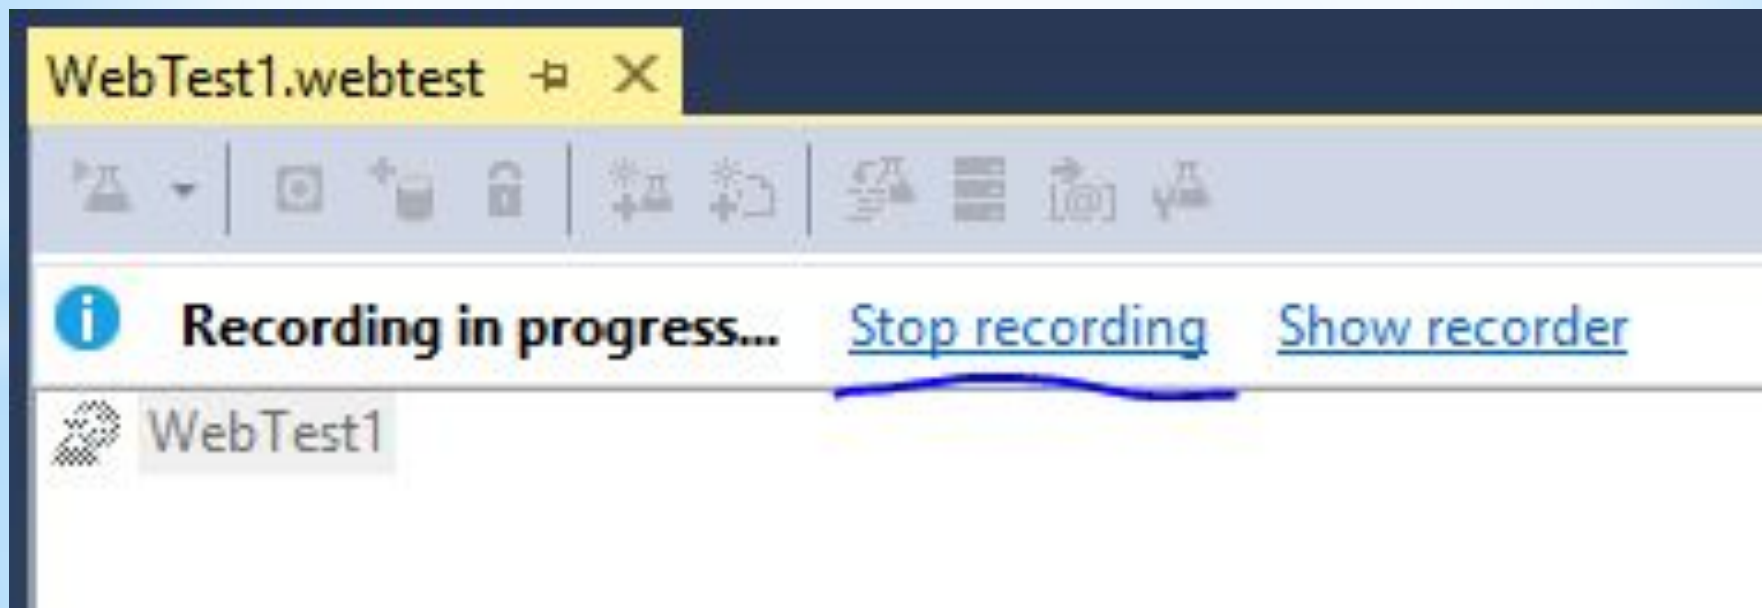 WebTest1.webtest
Recording in progress... Stop recording Show recorder
WebTest1